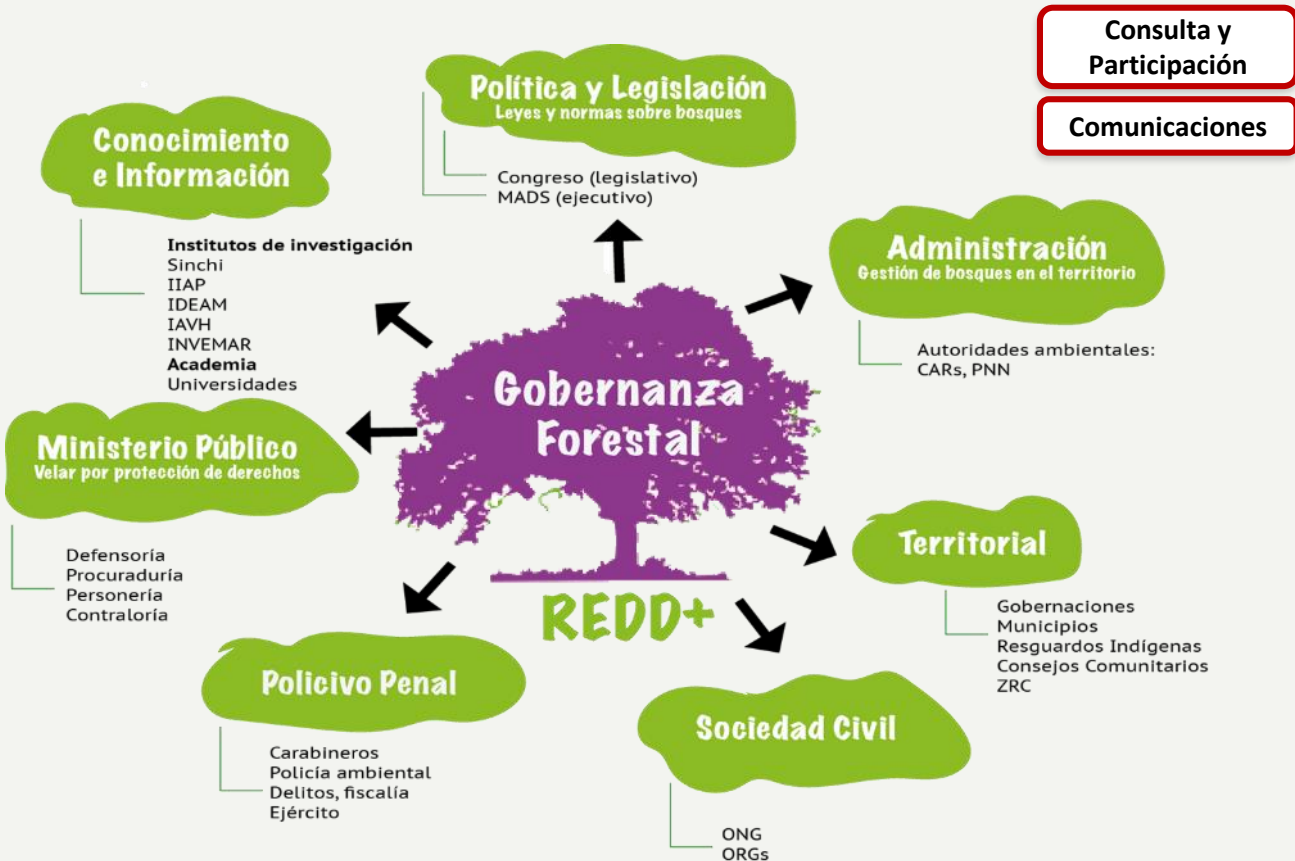 Consulta y
Participación
Comunicaciones
Política y Legislación
Leyes y normas sobre bosques
Congreso (legislativo)
MADS (ejecutivo)
Conocimiento
e Información
Institutos de investigación
Sinchi
IIAP
IDEAM
IAVH
INVEMAR
Academia
Universidades
Administración
Gestión de bosques en el territorio
Autoridades ambientales:
CARs, PNN
Gobernanza
Forestal
REDD+
Ministerio Público
Velar por protección de derechos
Defensoría
Procuraduría
Personería
Contraloría
Territorial
Gobernaciones
Municipios
Resguardos Indígenas
Consejos Comunitarios
ZRC
Policivo Penal
Carabineros
Policía ambiental
Delitos, fiscalía
Ejército
Sociedad Civil
ONG
ORGs